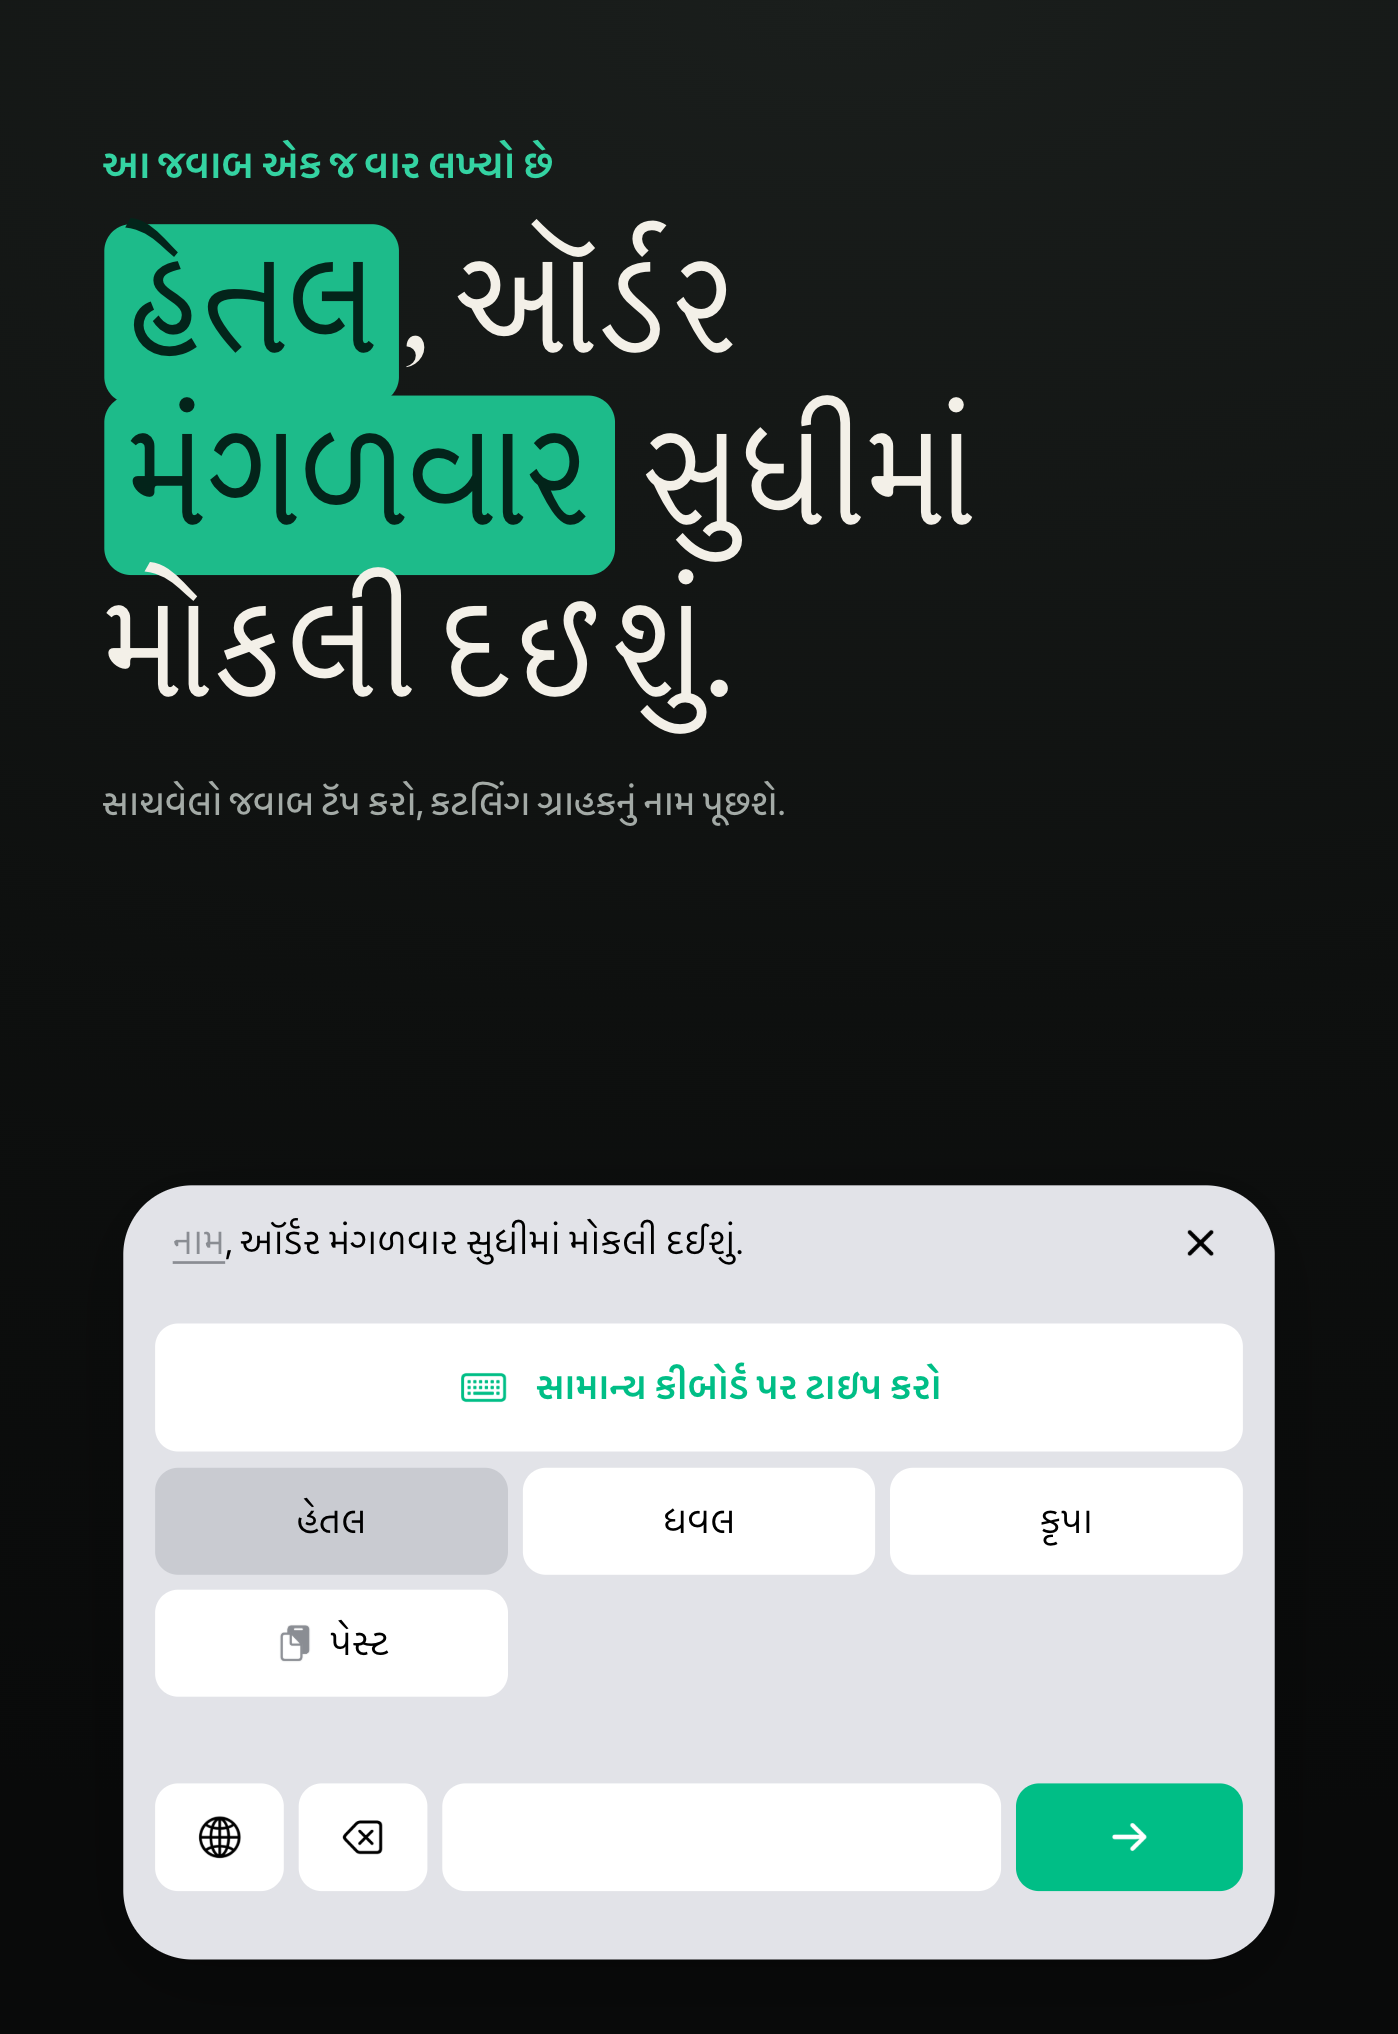 આ જવાબ એક જ વાર લખ્યો છે
હેતલ, ઑર્ડર
મંગળવાર સુધીમાં
મોકલી દઈશું.
સાચવેલો જવાબ ટૅપ કરો, કટલિંગ ગ્રાહકનું નામ પૂછશે.
નામ, ઑર્ડર મંગળવાર સુધીમાં મોકલી દઈશું.
સામાન્ય કીબોર્ડ પર ટાઇપ કરો
હેતલ
ધવલ
કૃપા
પેસ્ટ